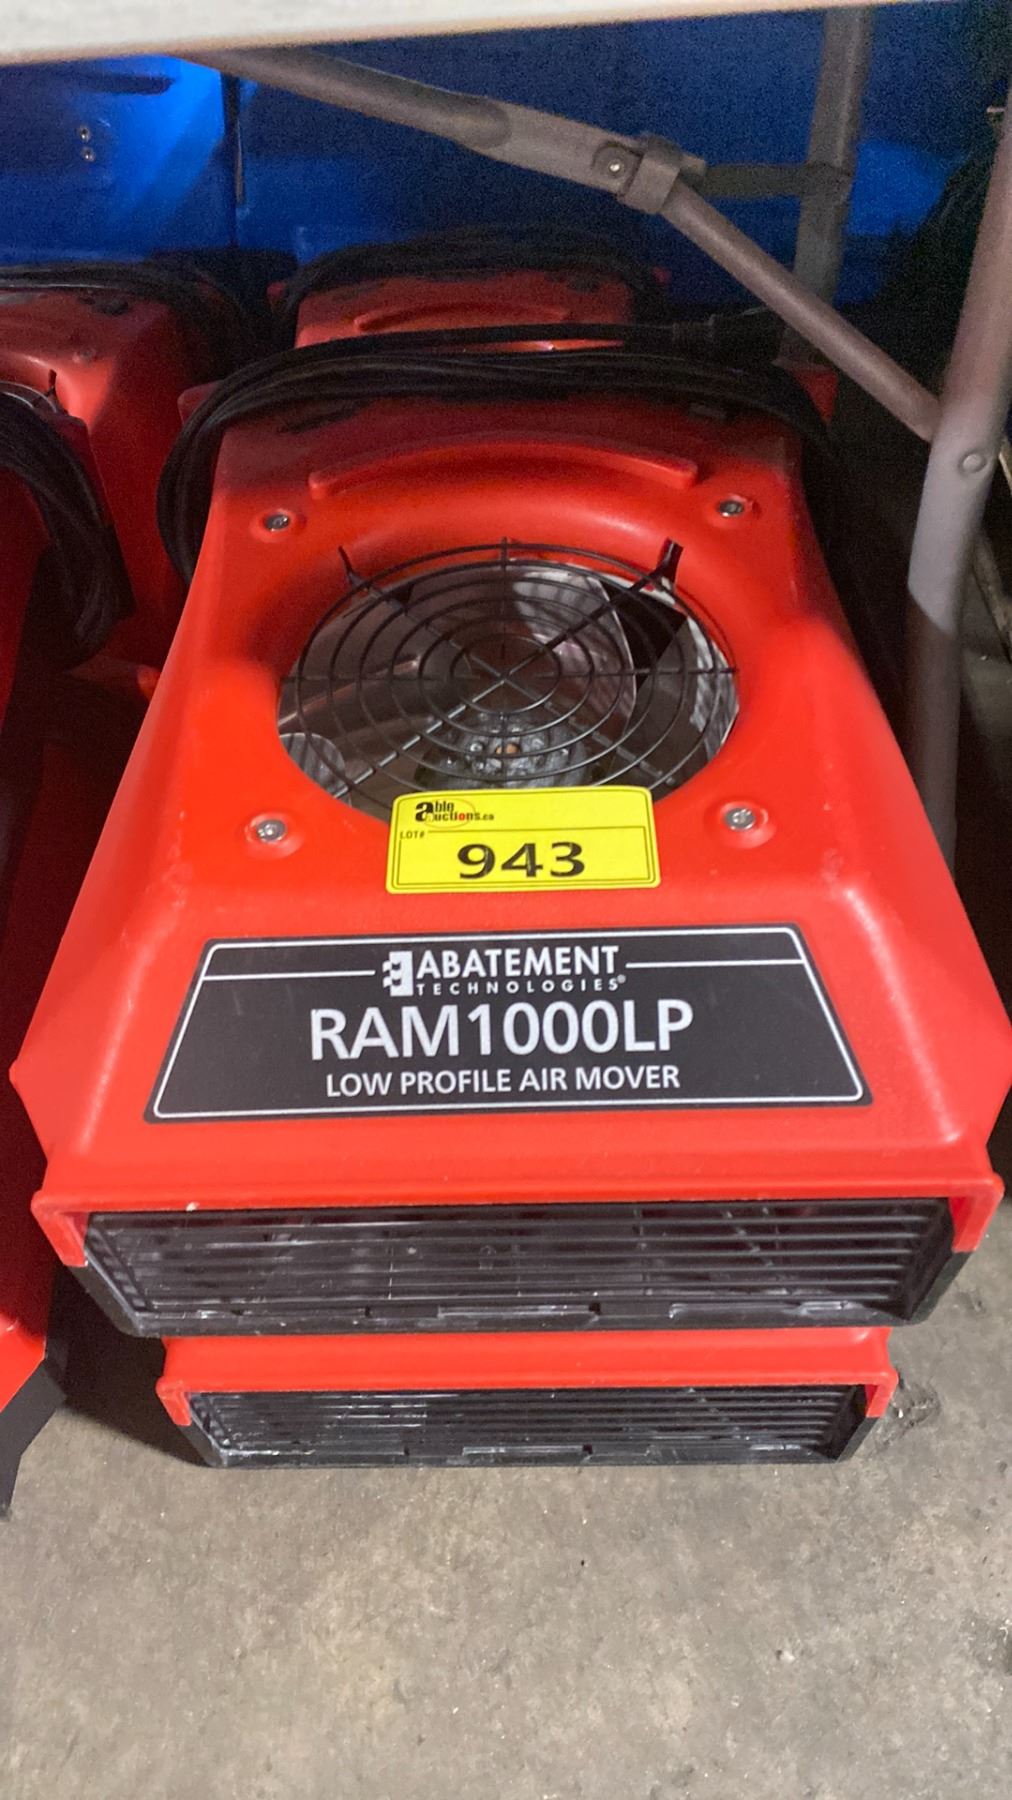 able
auctions.ca
LOT#
943
ABATEMENT
TECHNOLOGIES®
RAM1000LP
LOW PROFILE AIR MOVER